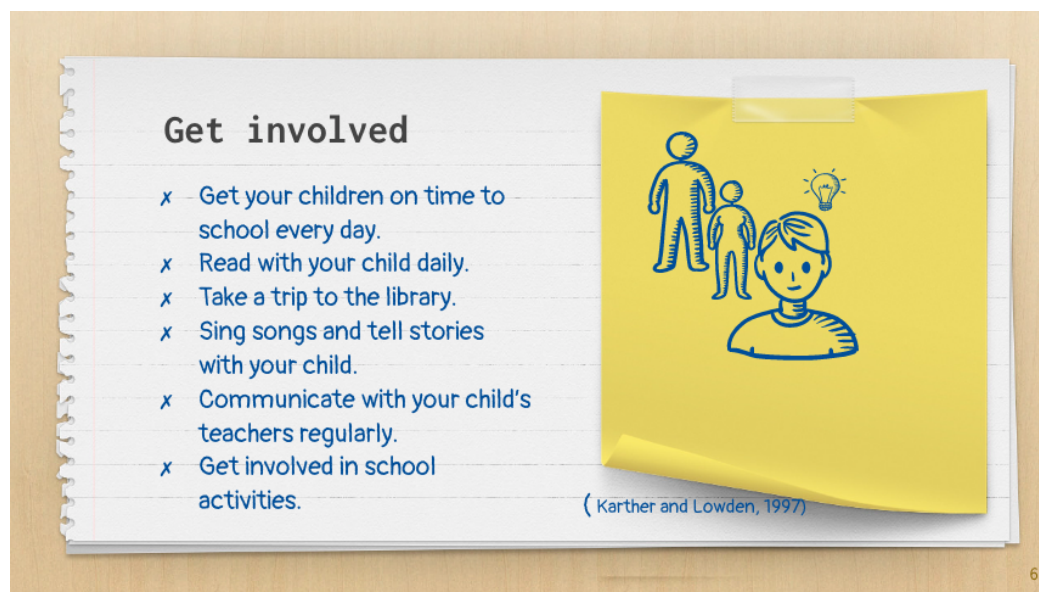 Get involved
✗ Get your children on time to
school every day.
✗ Read with your child daily.
✗ Take a trip to the library.
✗ Sing songs and tell stories
with your child.
✗ Communicate with your child's
teachers regularly.
✗ Get involved in school
activities.
( Karther and Lowden, 1997)
6